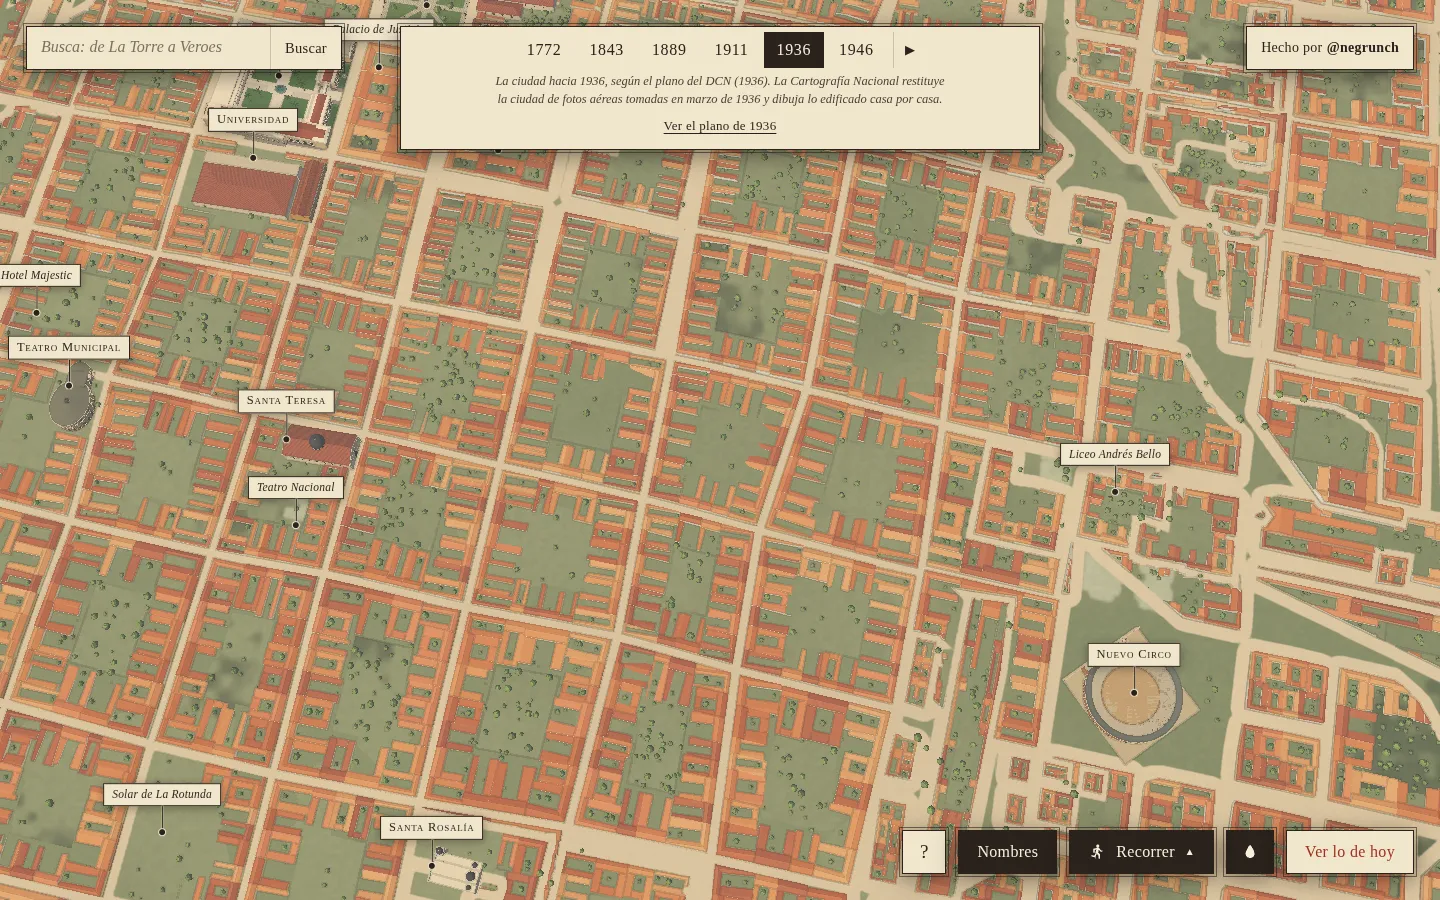 Busca: de La Torre a Veroes
Buscar
1772 1843 1889 1911 1936 1946
La ciudad hacia 1936, según el plano del DCN (1936). La Cartografía Nacional restituye
la ciudad de fotos aéreas tomadas en marzo de 1936 y dibuja lo edificado casa por casa.
Ver el plano de 1936
Hecho por @negrunch
Universidad
Hotel Majestic
Teatro Municipal
Santa Teresa
Liceo Andrés Bello
Teatro Nacional
Nuevo Circo
Solar de La Rotunda
Santa Rosalía
?
Nombres
Recorrer
Ver lo de hoy